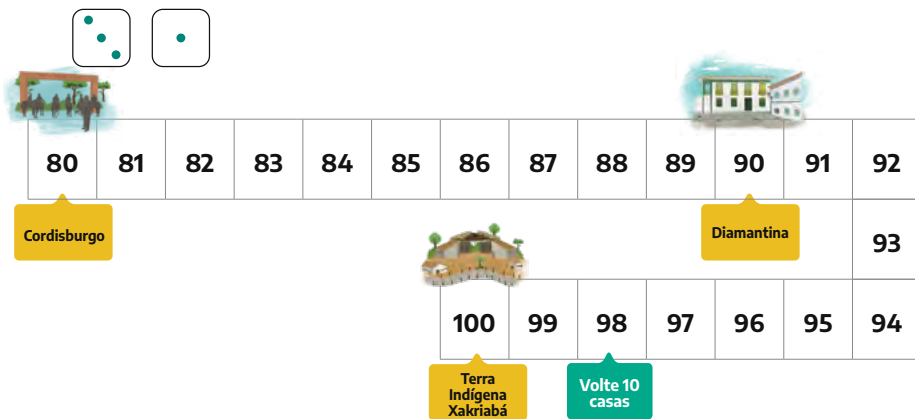 80 81 82 83 84 85 86 87 88 89 90 91 92
Cordisburgo
Diamantina
93
100 99 98 97 96 95 94
Terra
Indígena
Xakriabá
Volte 10
casas